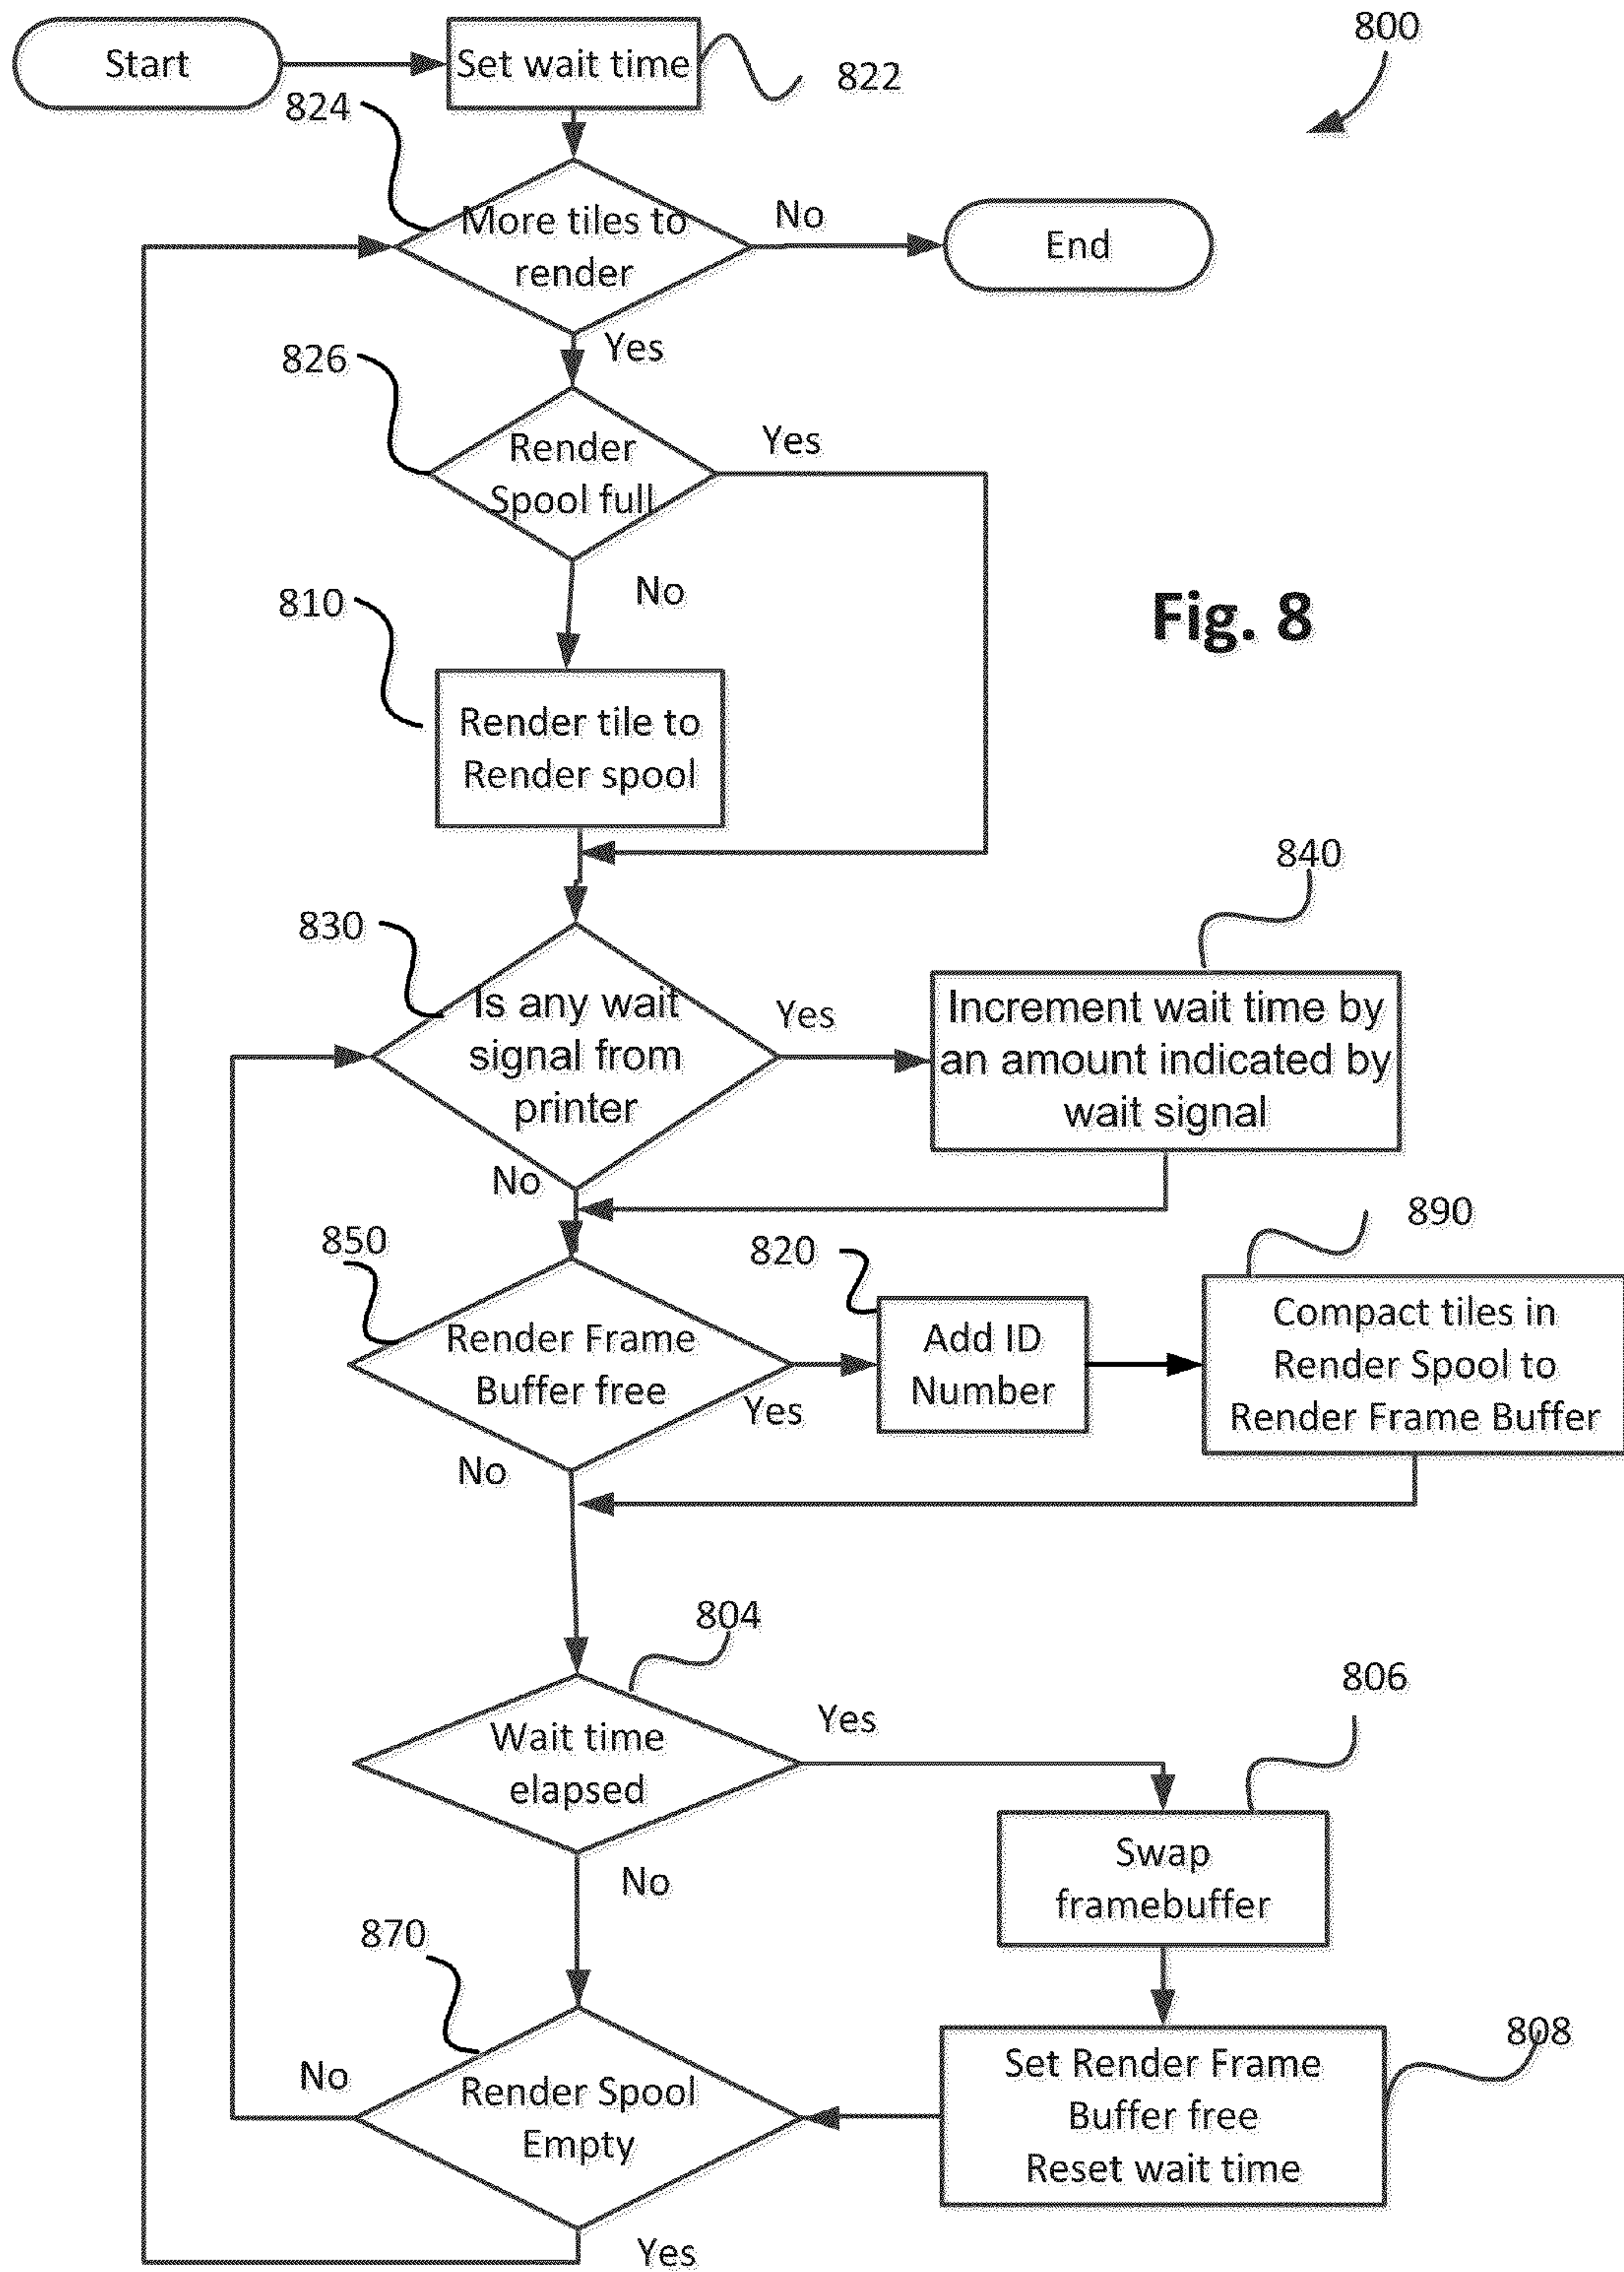 Start
Set wait time
822
800
824
More tiles to
render
No
End
Yes
826
Render
Spool full
Yes
No
810
Fig. 8
Render tile to
Render spool
840
830
Is any wait
signal from
printer
Yes
Increment wait time by
an amount indicated by
wait signal
No
890
850
820
Render Frame
Buffer free
Yes
Add ID
Number
Compact tiles in
Render Spool to
Render Frame Buffer
No
804
806
Wait time
elapsed
Yes
Swap
framebuffer
No
870
808
Render Spool
Empty
No
Set Render Frame
Buffer free
Reset wait time
Yes